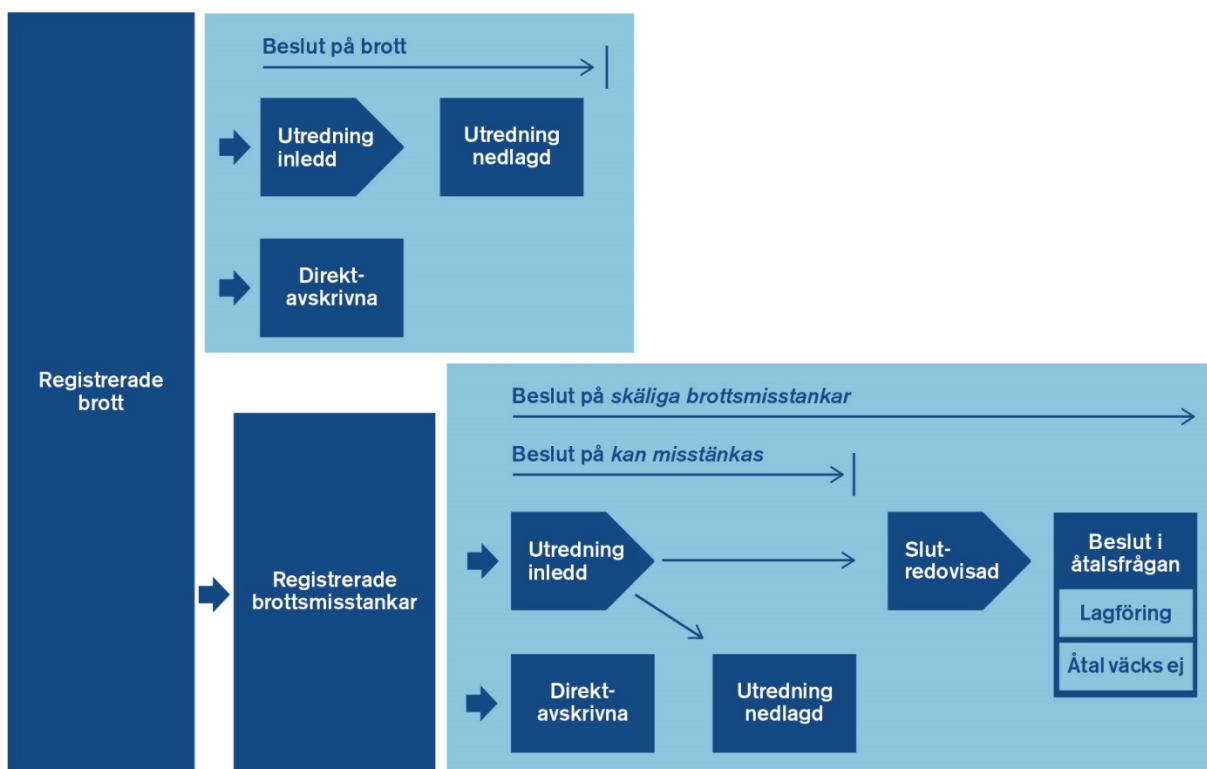 Beslut på brott
Utredning
inledd
Utredning
nedlagd
Direkt-
avskrivna
Registrerade
brott
Registrerade
brottsmisstankar
Beslut på skäliga brottsmisstankar
Beslut på kan misstänkas
Utredning
inledd
Slut-
redovisad
Beslut i
åtalsfrågan
Lagföring
Åtal väcks ej
Direkt-
avskrivna
Utredning
nedlagd